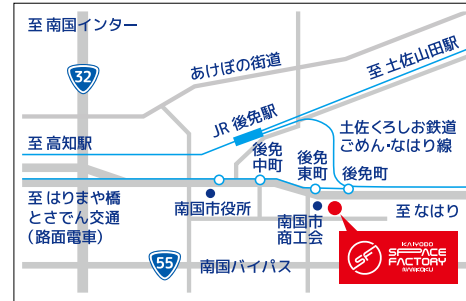 至 南国インター
32
あけぼの街道
至 土佐山田駅
JR 後免駅
至 高知駅
土佐くろしお鉄道
ごめん・なはり線
後免
中町
後免
東町
後免町
至 はりまや橋
とさでん交通
(路面電車)
南国市役所
南国市
商工会
至 なはり
55
南国バイパス
SF
KAIYODO
SFPACE
FACTORY
NANKOKU